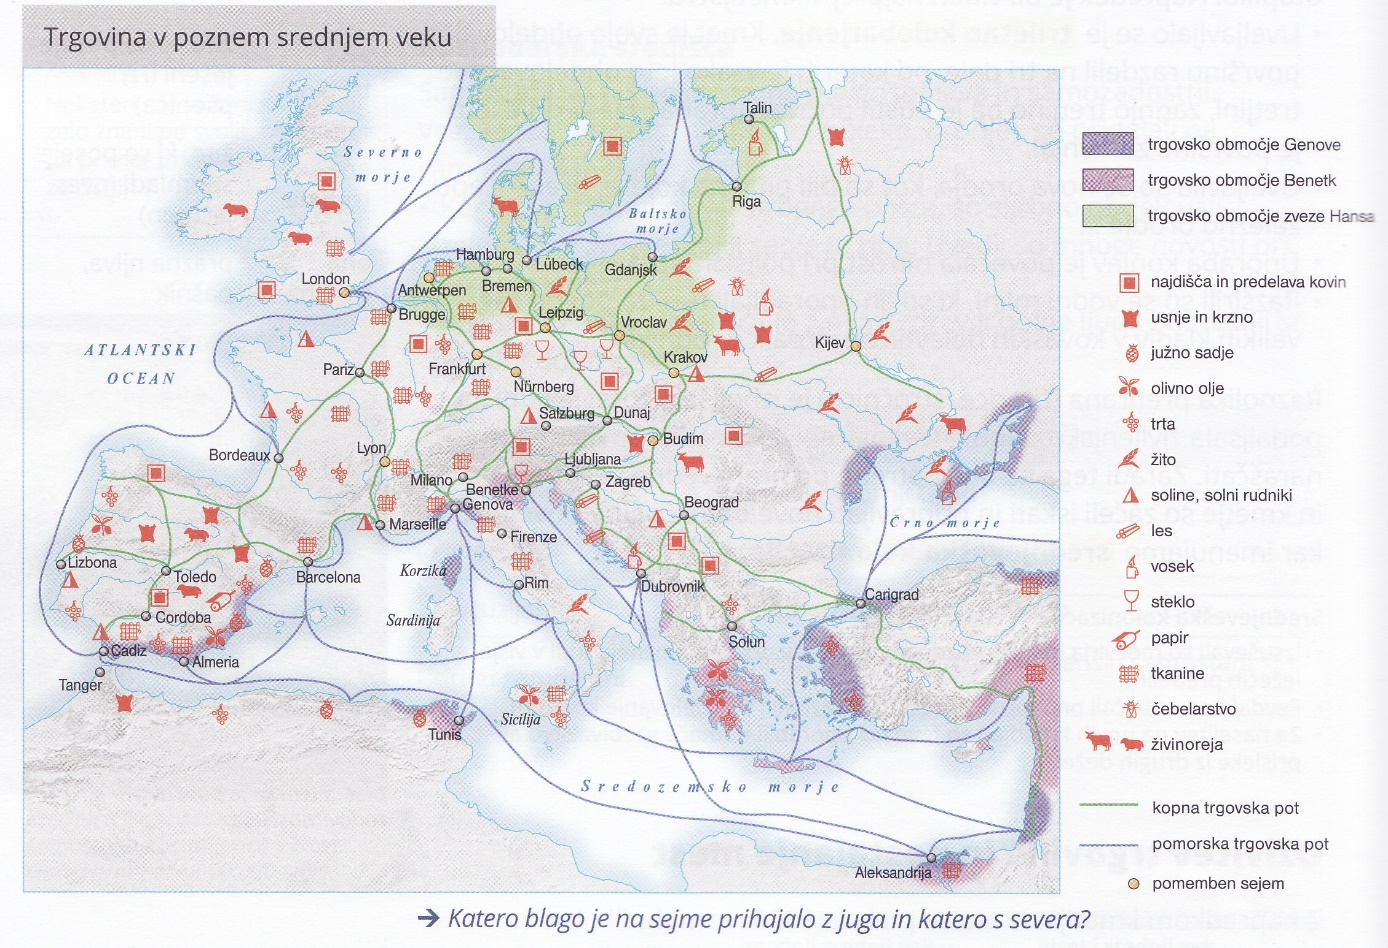 Trgovina v poznem srednjem veku
Severno
morje
Talin
Riga
Baltsko
morje
Hamburg
Lübeck
Gdanjsk
London
Antwerpen
Bremen
Brugge
Leipzig
Vroclav
Kijev
ATLANTSKI
OCEAN
Pariz
Frankfurt
Krakov
Nürnberg
Salzburg
Dunaj
Bordeaux
Lyon
Budim
Ljubljana
Milano
Benetke
Zagreb
Genova
Beograd
Marseille
Firenze
Črno morje
Lizbona
Toledo
Barcelona
Korzika
Rim
Dubrovnik
Carigrad
Cordoba
Sardinija
Solun
Cadiz
Almeria
Tanger
Sicilija
Tunis
Sredozemsko morje
Aleksandrija
trgovsko območje Genove
trgovsko območje Benetk
trgovsko območje zveze Hansa
najdišča in predelava kovin
usnje in krzno
južno sadje
olivno olje
trta
žito
soline, solni rudniki
les
vosek
steklo
papir
tkanine
čebelarstvo
živinoreja
kopna trgovska pot
pomorska trgovska pot
pomemben sejem
→ Katero blago je na sejme prihajalo z juga in katero s severa?